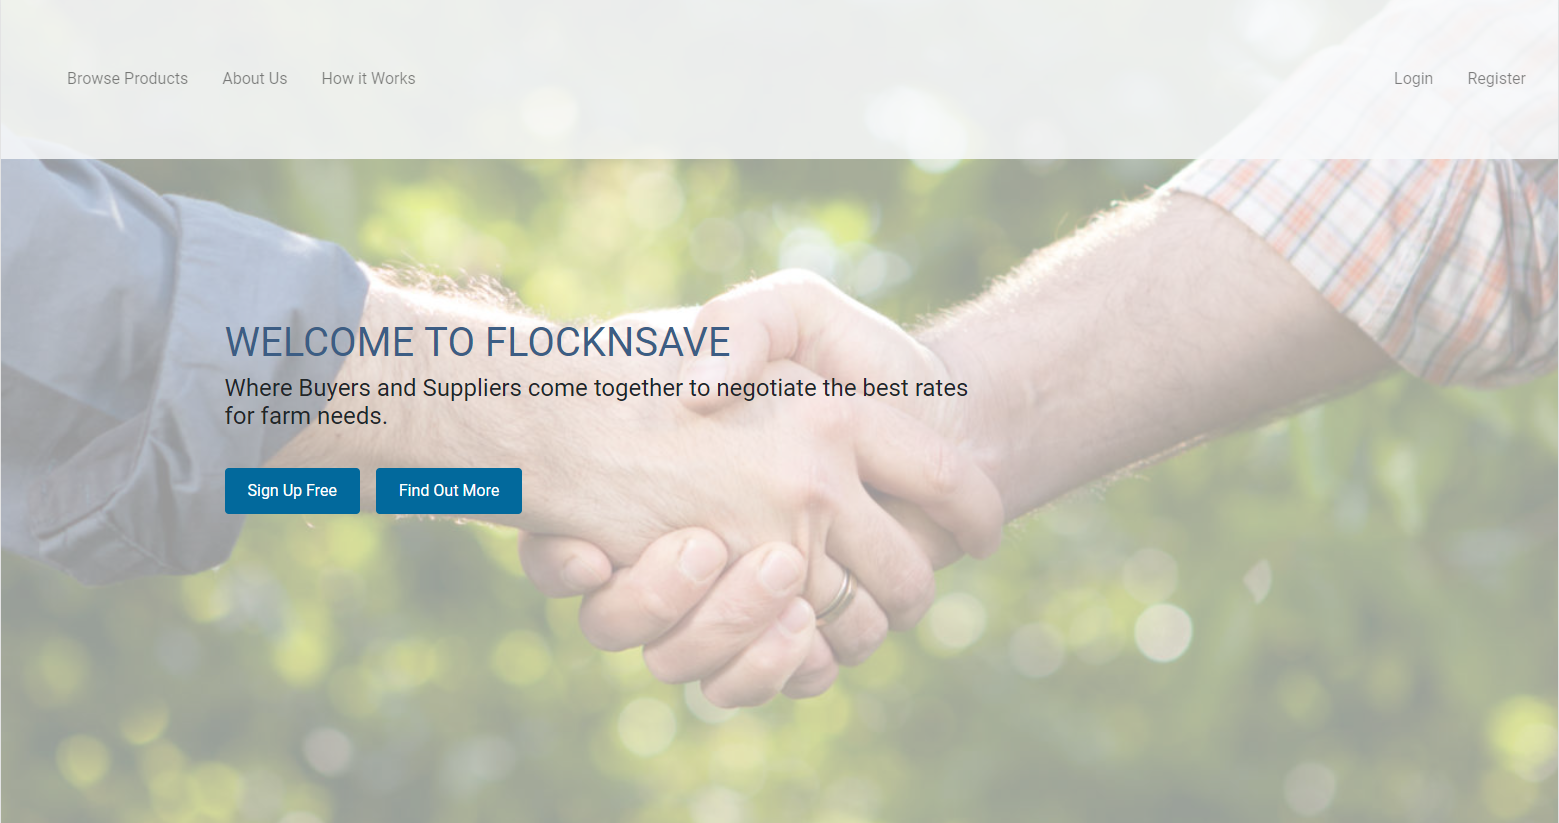 Browse Products About Us How it Works Login Register
WELCOME TO FLOCKNSAVE
Where Buyers and Suppliers come together to negotiate the best rates
for farm needs.
Sign Up Free Find Out More